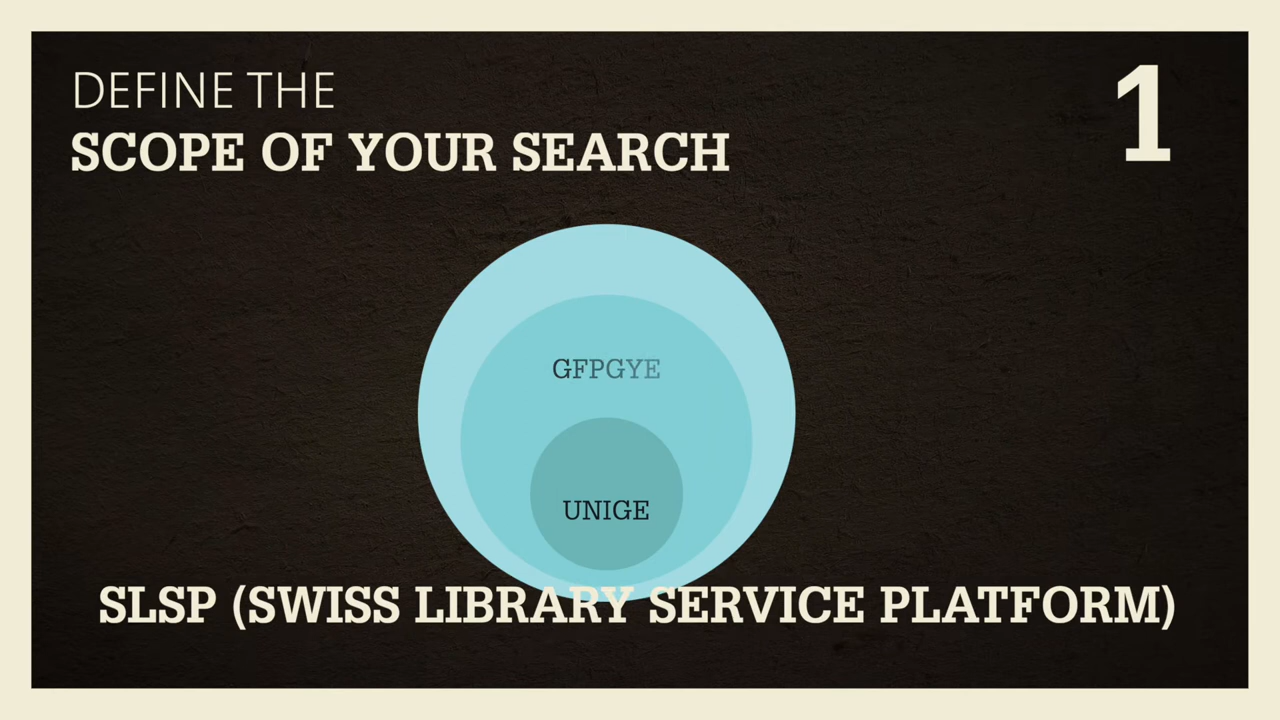 DEFINE THE
1
SCOPE OF YOUR SEARCH
GFPGYE
UNIGE
SLSP (SWISS LIBRARY SERVICE PLATFORM)